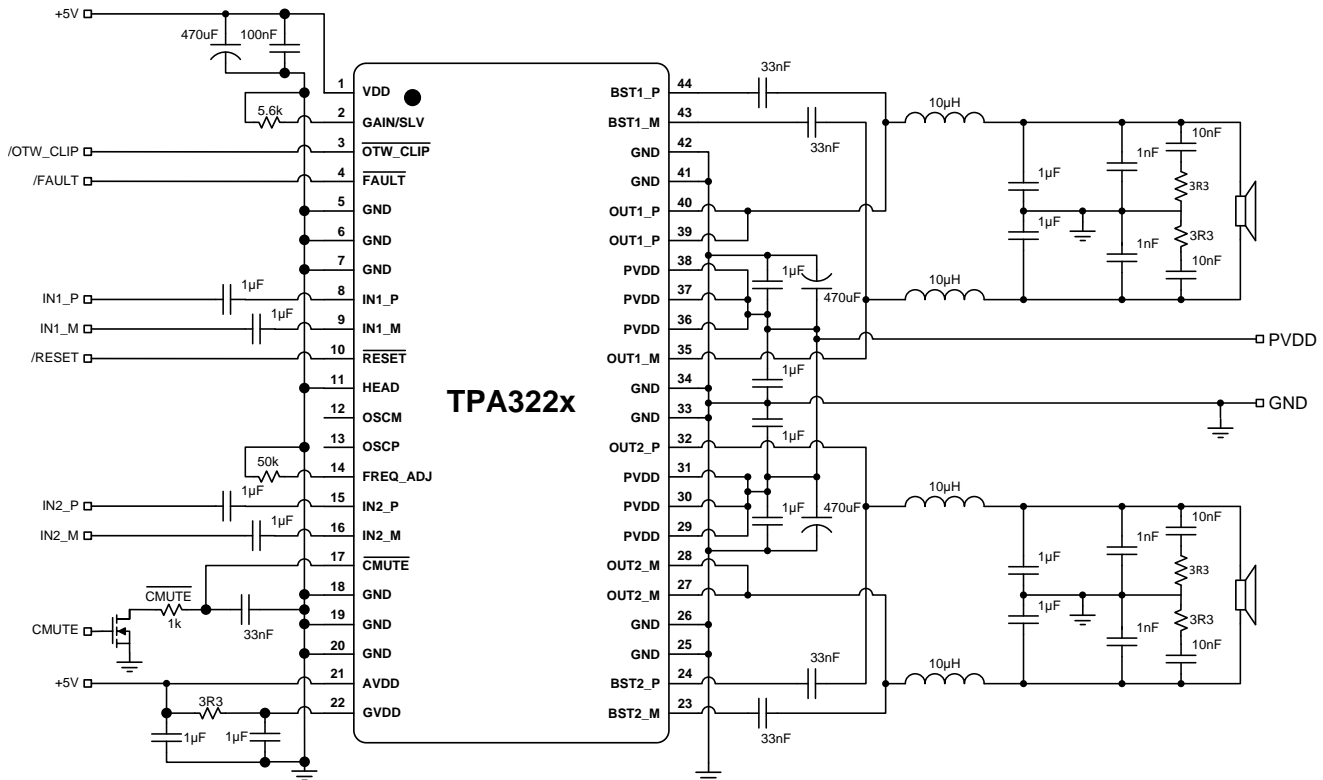 +5V
470uF
100nF
5.6k
/OTW_CLIP
/FAULT
IN1_P
1µF
IN1_M
1µF
/RESET
50k
IN2_P
1µF
IN2_M
1µF
CMUTE
1k
CMUTE
33nF
+5V
3R3
1µF
1µF
TPA322x
1 VDD
2 GAIN/SLV
3 OTW_CLIP
4 FAULT
5 GND
6 GND
7 GND
8 IN1_P
9 IN1_M
10 RESET
11 HEAD
12 OSCM
13 OSCP
14 FREQ_ADJ
15 IN2_P
16 IN2_M
17 CMUTE
18 GND
19 GND
20 GND
21 AVDD
22 GVDD
BST1_P 44
BST1_M 43
GND 42
GND 41
OUT1_P 40
OUT1_P 39
PVDD 38
PVDD 37
PVDD 36
OUT1_M 35
GND 34
GND 33
OUT2_P 32
PVDD 31
PVDD 30
PVDD 29
OUT2_M 28
OUT2_M 27
GND 26
GND 25
BST2_P 24
BST2_M 23
33nF
33nF
1µF
470uF
1µF
1µF
1µF
470uF
33nF
33nF
10µH
10µH
1µF
1µF
1nF
1nF
10nF
3R3
3R3
10nF
PVDD
GND
10µH
10µH
1µF
1µF
1nF
1nF
10nF
3R3
3R3
10nF